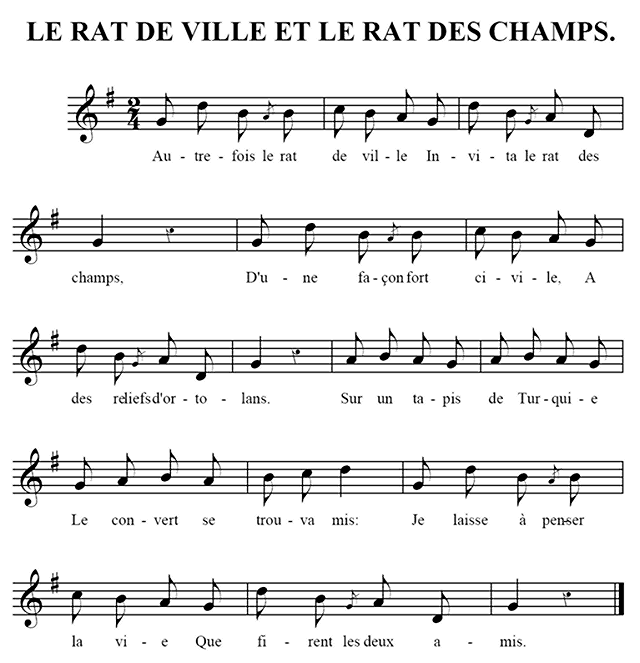 LE RAT DE VILLE ET LE RAT DES CHAMPS.
2
4
Au - tre - fois le rat de vil - le In - vi - ta le rat des
champs, D'u - ne fa - çon fort ci - vi - le, A
des reliefs d'or - to - lans. Sur un ta - pis de Tur - qui - e
Le con - vert se trou - va mis: Je laisse à penser
la vi - e Que fi - rent les deux a - mis.